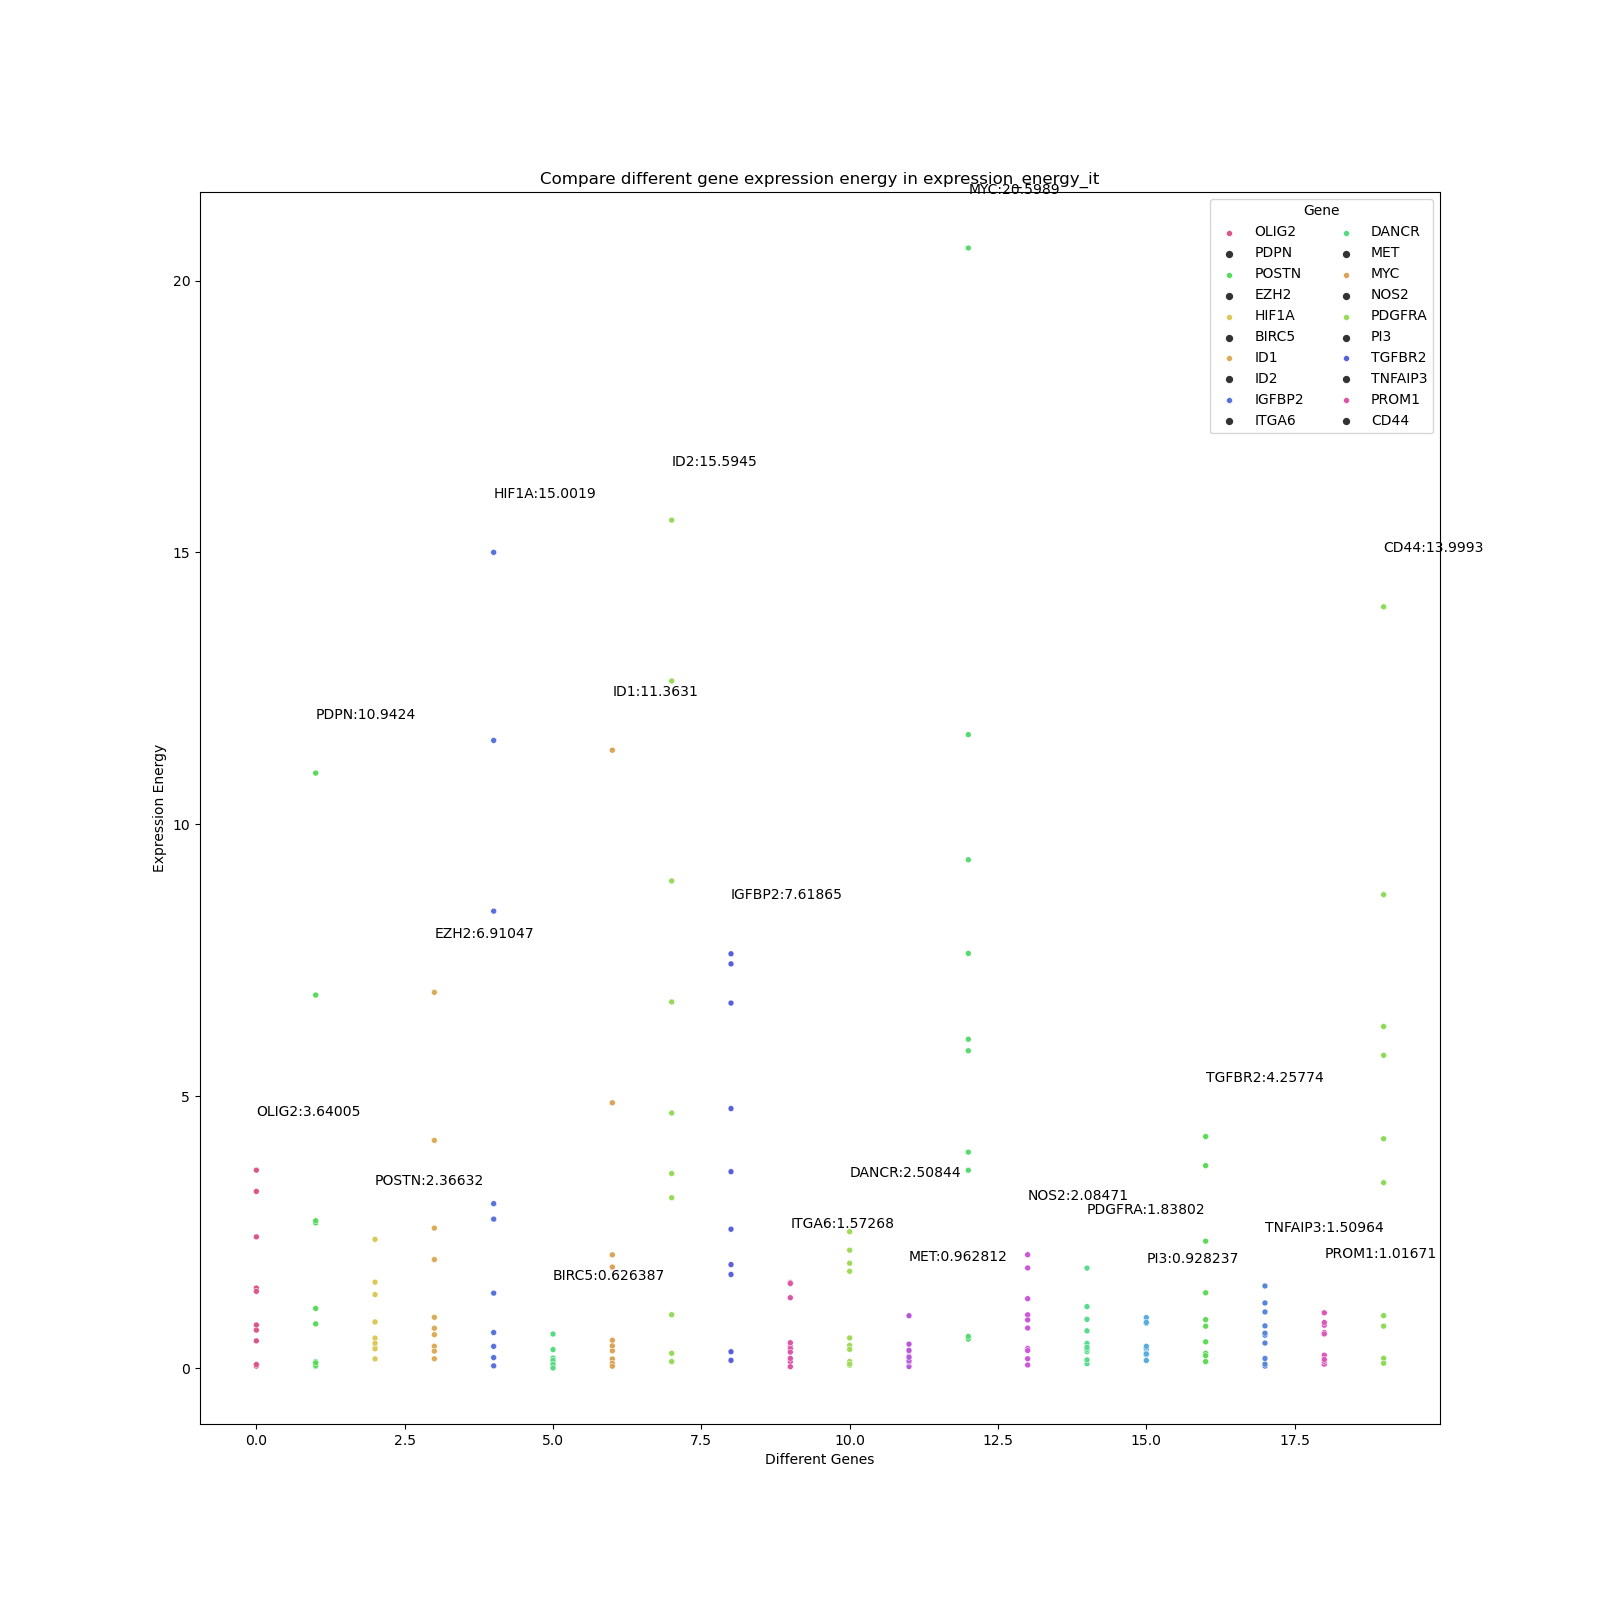 Compare different gene expression energy in expression_energy_it
MYC:20.5989
Gene
OLIG2
PDPN
POSTN
EZH2
HIF1A
BIRC5
ID1
ID2
IGFBP2
ITGA6
DANCR
MET
MYC
NOS2
PDGFRA
PI3
TGFBR2
TNFAIP3
PROM1
CD44
ID2:15.5945
HIF1A:15.0019
CD44:13.9993
ID1:11.3631
PDPN:10.9424
IGFBP2:7.61865
EZH2:6.91047
TGFBR2:4.25774
OLIG2:3.64005
DANCR:2.50844
POSTN:2.36632
NOS2:2.08471
PDGFRA:1.83802
ITGA6:1.57268
TNFAIP3:1.50964
PROM1:1.01671
MET:0.962812
PI3:0.928237
BIRC5:0.626387
20
15
10
5
0
Expression Energy
0.0
2.5
5.0
7.5
10.0
12.5
15.0
17.5
Different Genes